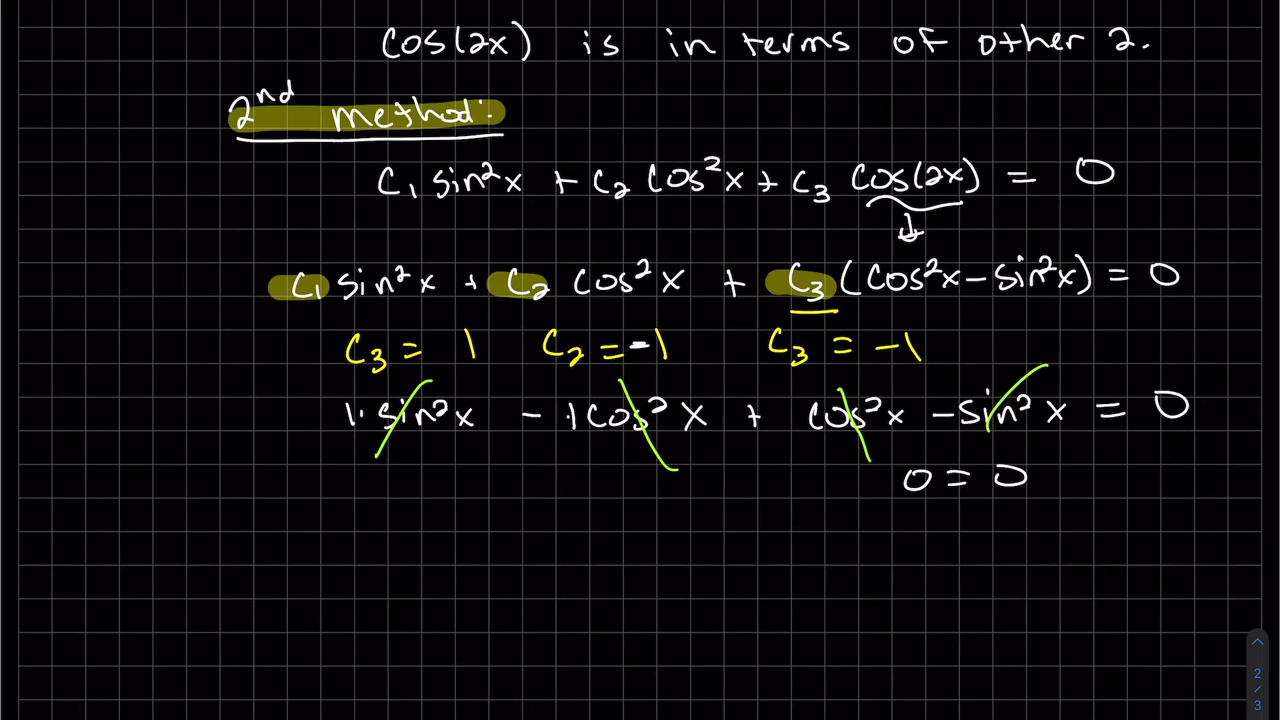 cos(2x) is in terms of other 2.
2nd method:
C₁ sin²x + C₂ cos²x + C₃ cos(2x) = 0
↓
C₁ sin²x + C₂ cos²x + C₃ (cos²x - sin²x) = 0
C₃ = 1 C₂ = -1 C₃ = -1
1·sin²x - 1cos²x + cos²x - sin²x = 0
0 = 0
2
/
3